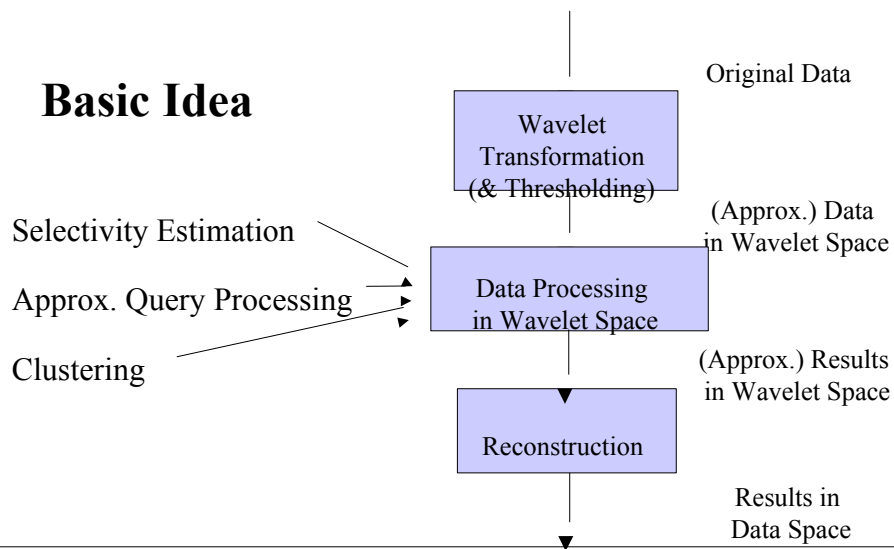 Basic Idea
Original Data
Wavelet
Transformation
(& Thresholding)
(Approx.) Data
in Wavelet Space
Selectivity Estimation
Approx. Query Processing
Clustering
Data Processing
in Wavelet Space
(Approx.) Results
in Wavelet Space
Reconstruction
Results in
Data Space